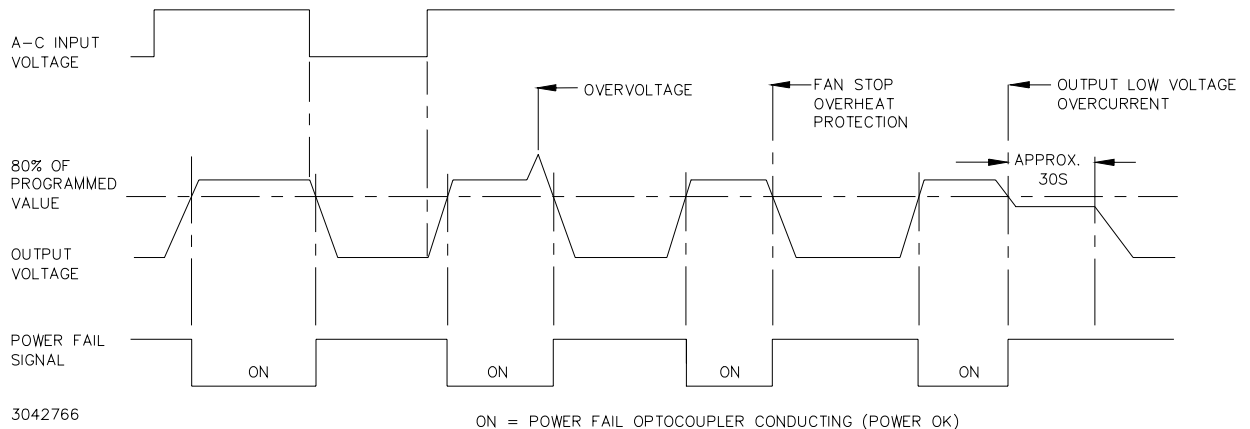 A-C INPUT
VOLTAGE
OVERVOLTAGE
FAN STOP
OVERHEAT
PROTECTION
OUTPUT LOW VOLTAGE
OVERCURRENT
APPROX.
30S
80% OF
PROGRAMMED
VALUE
OUTPUT
VOLTAGE
POWER FAIL
SIGNAL
ON
ON
ON
ON
3042766
ON = POWER FAIL OPTOCOUPLER CONDUCTING (POWER OK)